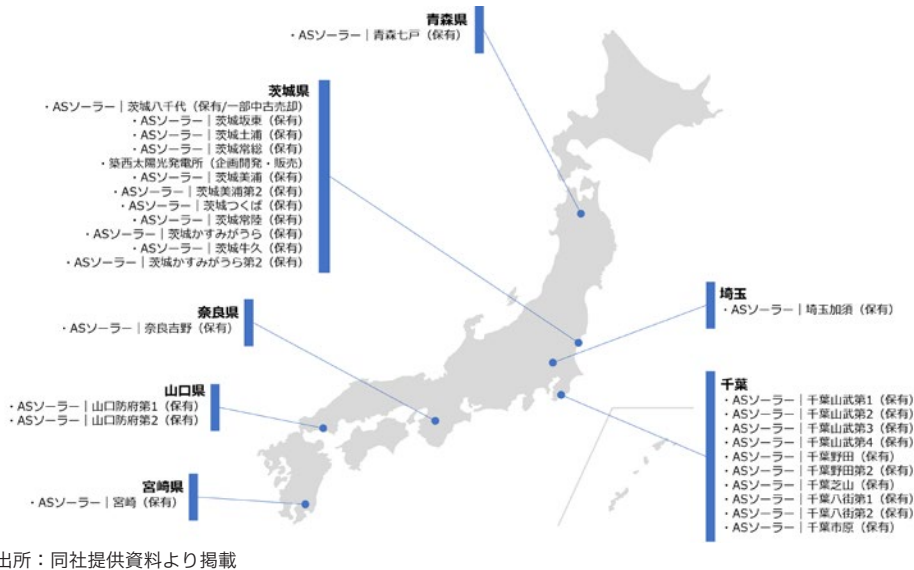 青森県
・ASソーラー｜青森七戸（保有）
茨城県
・ASソーラー｜茨城八千代（保有/一部中古売却）
・ASソーラー｜茨城坂東（保有）
・ASソーラー｜茨城土浦（保有）
・ASソーラー｜茨城常総（保有）
・築西太陽光発電所（企画開発・販売）
・ASソーラー｜茨城美浦（保有）
・ASソーラー｜茨城美浦第2（保有）
・ASソーラー｜茨城つくば（保有）
・ASソーラー｜茨城常陸（保有）
・ASソーラー｜茨城かすみがうら（保有）
・ASソーラー｜茨城牛久（保有）
・ASソーラー｜茨城かすみがうら第2（保有）
奈良県
・ASソーラー｜奈良吉野（保有）
山口県
・ASソーラー｜山口防府第1（保有）
・ASソーラー｜山口防府第2（保有）
宮崎県
・ASソーラー｜宮崎（保有）
埼玉
・ASソーラー｜埼玉加須（保有）
千葉
・ASソーラー｜千葉山武第1（保有）
・ASソーラー｜千葉山武第2（保有）
・ASソーラー｜千葉山武第3（保有）
・ASソーラー｜千葉山武第4（保有）
・ASソーラー｜千葉野田（保有）
・ASソーラー｜千葉野田第2（保有）
・ASソーラー｜千葉芝山（保有）
・ASソーラー｜千葉八街第1（保有）
・ASソーラー｜千葉八街第2（保有）
・ASソーラー｜千葉市原（保有）
出所：同社提供資料より掲載